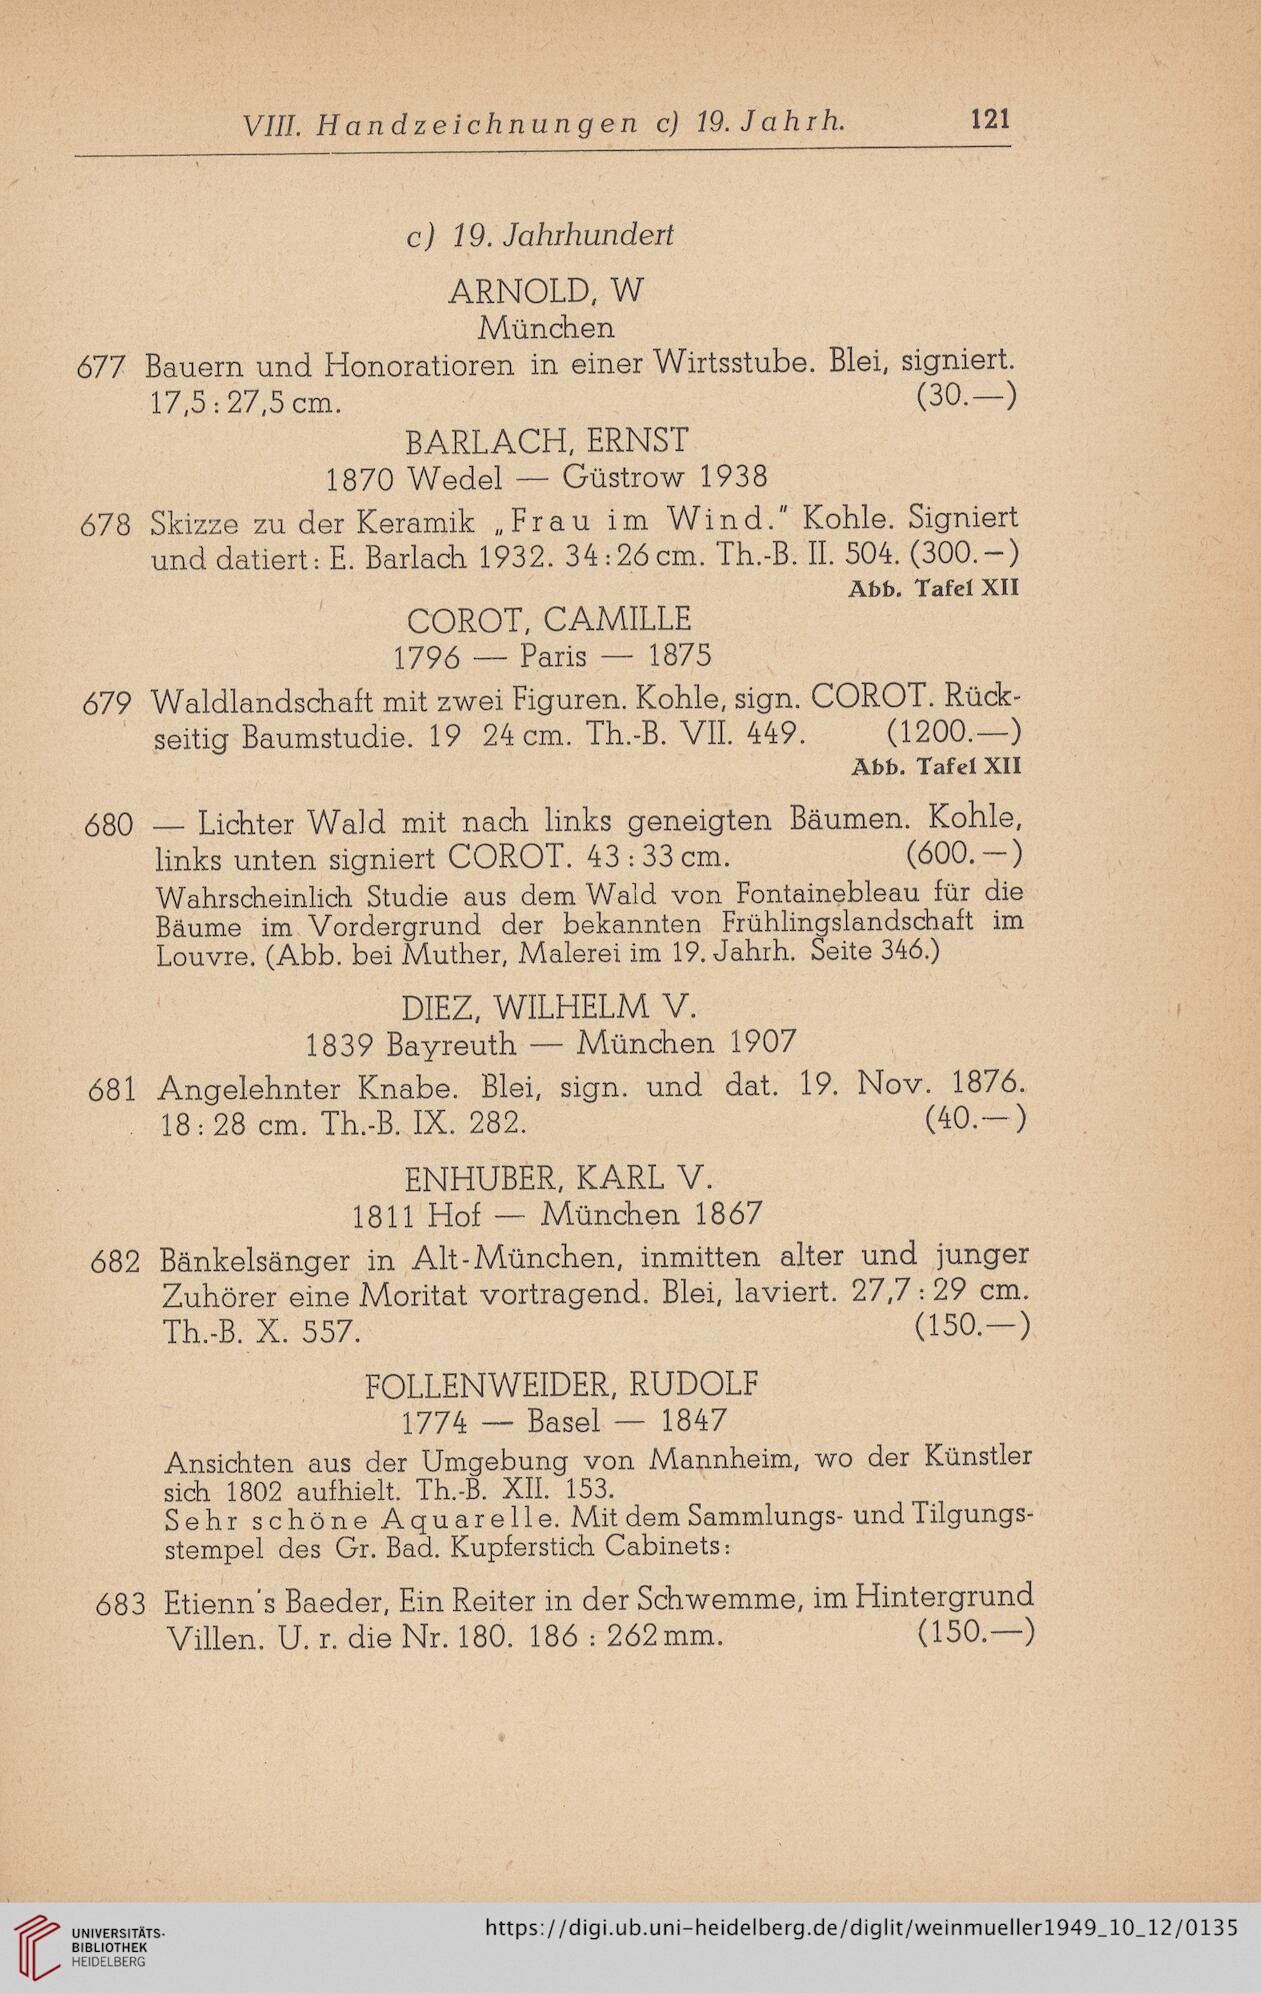 VIII. Handzeichnungen c) 19. Jahrh. 121
c) 19. Jahrhundert
ARNOLD, W
München
677 Bauern und Honoratioren in einer Wirtsstube. Blei, signiert.
17,5 : 27,5 cm. (30.—)
BARLACH, ERNST
1870 Wedel — Güstrow 1938
678 Skizze zu der Keramik „Frau im Wind." Kohle. Signiert
und datiert: E. Barlach 1932. 34 : 26 cm. Th.-B. II. 504. (300.—)
Abb. Tafel XII
COROT, CAMILLE
1796 — Paris — 1875
679 Waldlandschaft mit zwei Figuren. Kohle, sign. COROT. Rück-
seitig Baumstudie. 19 24 cm. Th.-B. VII. 449. (1200.—)
Abb. Tafel XII
680 — Lichter Wald mit nach links geneigten Bäumen. Kohle,
links unten signiert COROT. 43 : 33 cm. (600.—)
Wahrscheinlich Studie aus dem Wald von Fontainebleau für die
Bäume im Vordergrund der bekannten Frühlingslandschaft im
Louvre. (Abb. bei Muther, Malerei im 19. Jahrh. Seite 346.)
DIEZ, WILHELM V.
1839 Bayreuth — München 1907
681 Angelehnter Knabe. Blei, sign. und dat. 19. Nov. 1876.
18 : 28 cm. Th.-B. IX. 282. (40.—)
ENHUBER, KARL V.
1811 Hof — München 1867
682 Bänkelsänger in Alt-München, inmitten alter und junger
Zuhörer eine Moritat vortragend. Blei, laviert. 27,7 : 29 cm.
Th.-B. X. 557. (150.—)
FOLLENWEIDER, RUDOLF
1774 — Basel — 1847
Ansichten aus der Umgebung von Mannheim, wo der Künstler
sich 1802 aufhielt. Th.-B. XII. 153.
Sehr schöne Aquarelle. Mit dem Sammlungs- und Tilgungs-
stempel des Gr. Bad. Kupferstich Cabinets:
683 Etienn's Baeder, Ein Reiter in der Schwemme, im Hintergrund
Villen. U. r. die Nr. 180. 186 : 262 mm. (150.—)
UNIVERSITÄTS-
BIBLIOTHEK
HEIDELBERG
https://digi.ub.uni-heidelberg.de/diglit/weinmueller1949_10_12/0135